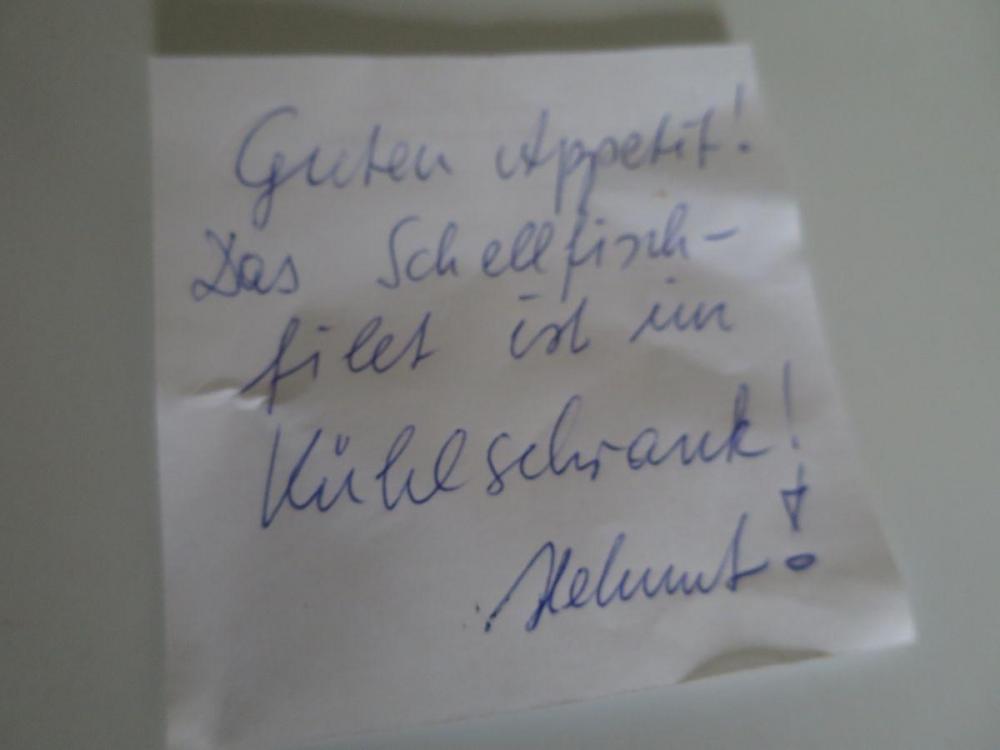 Guten Appetit!
Das Schellfisch-
filet ist im
Kühlschrank!
Helmut!